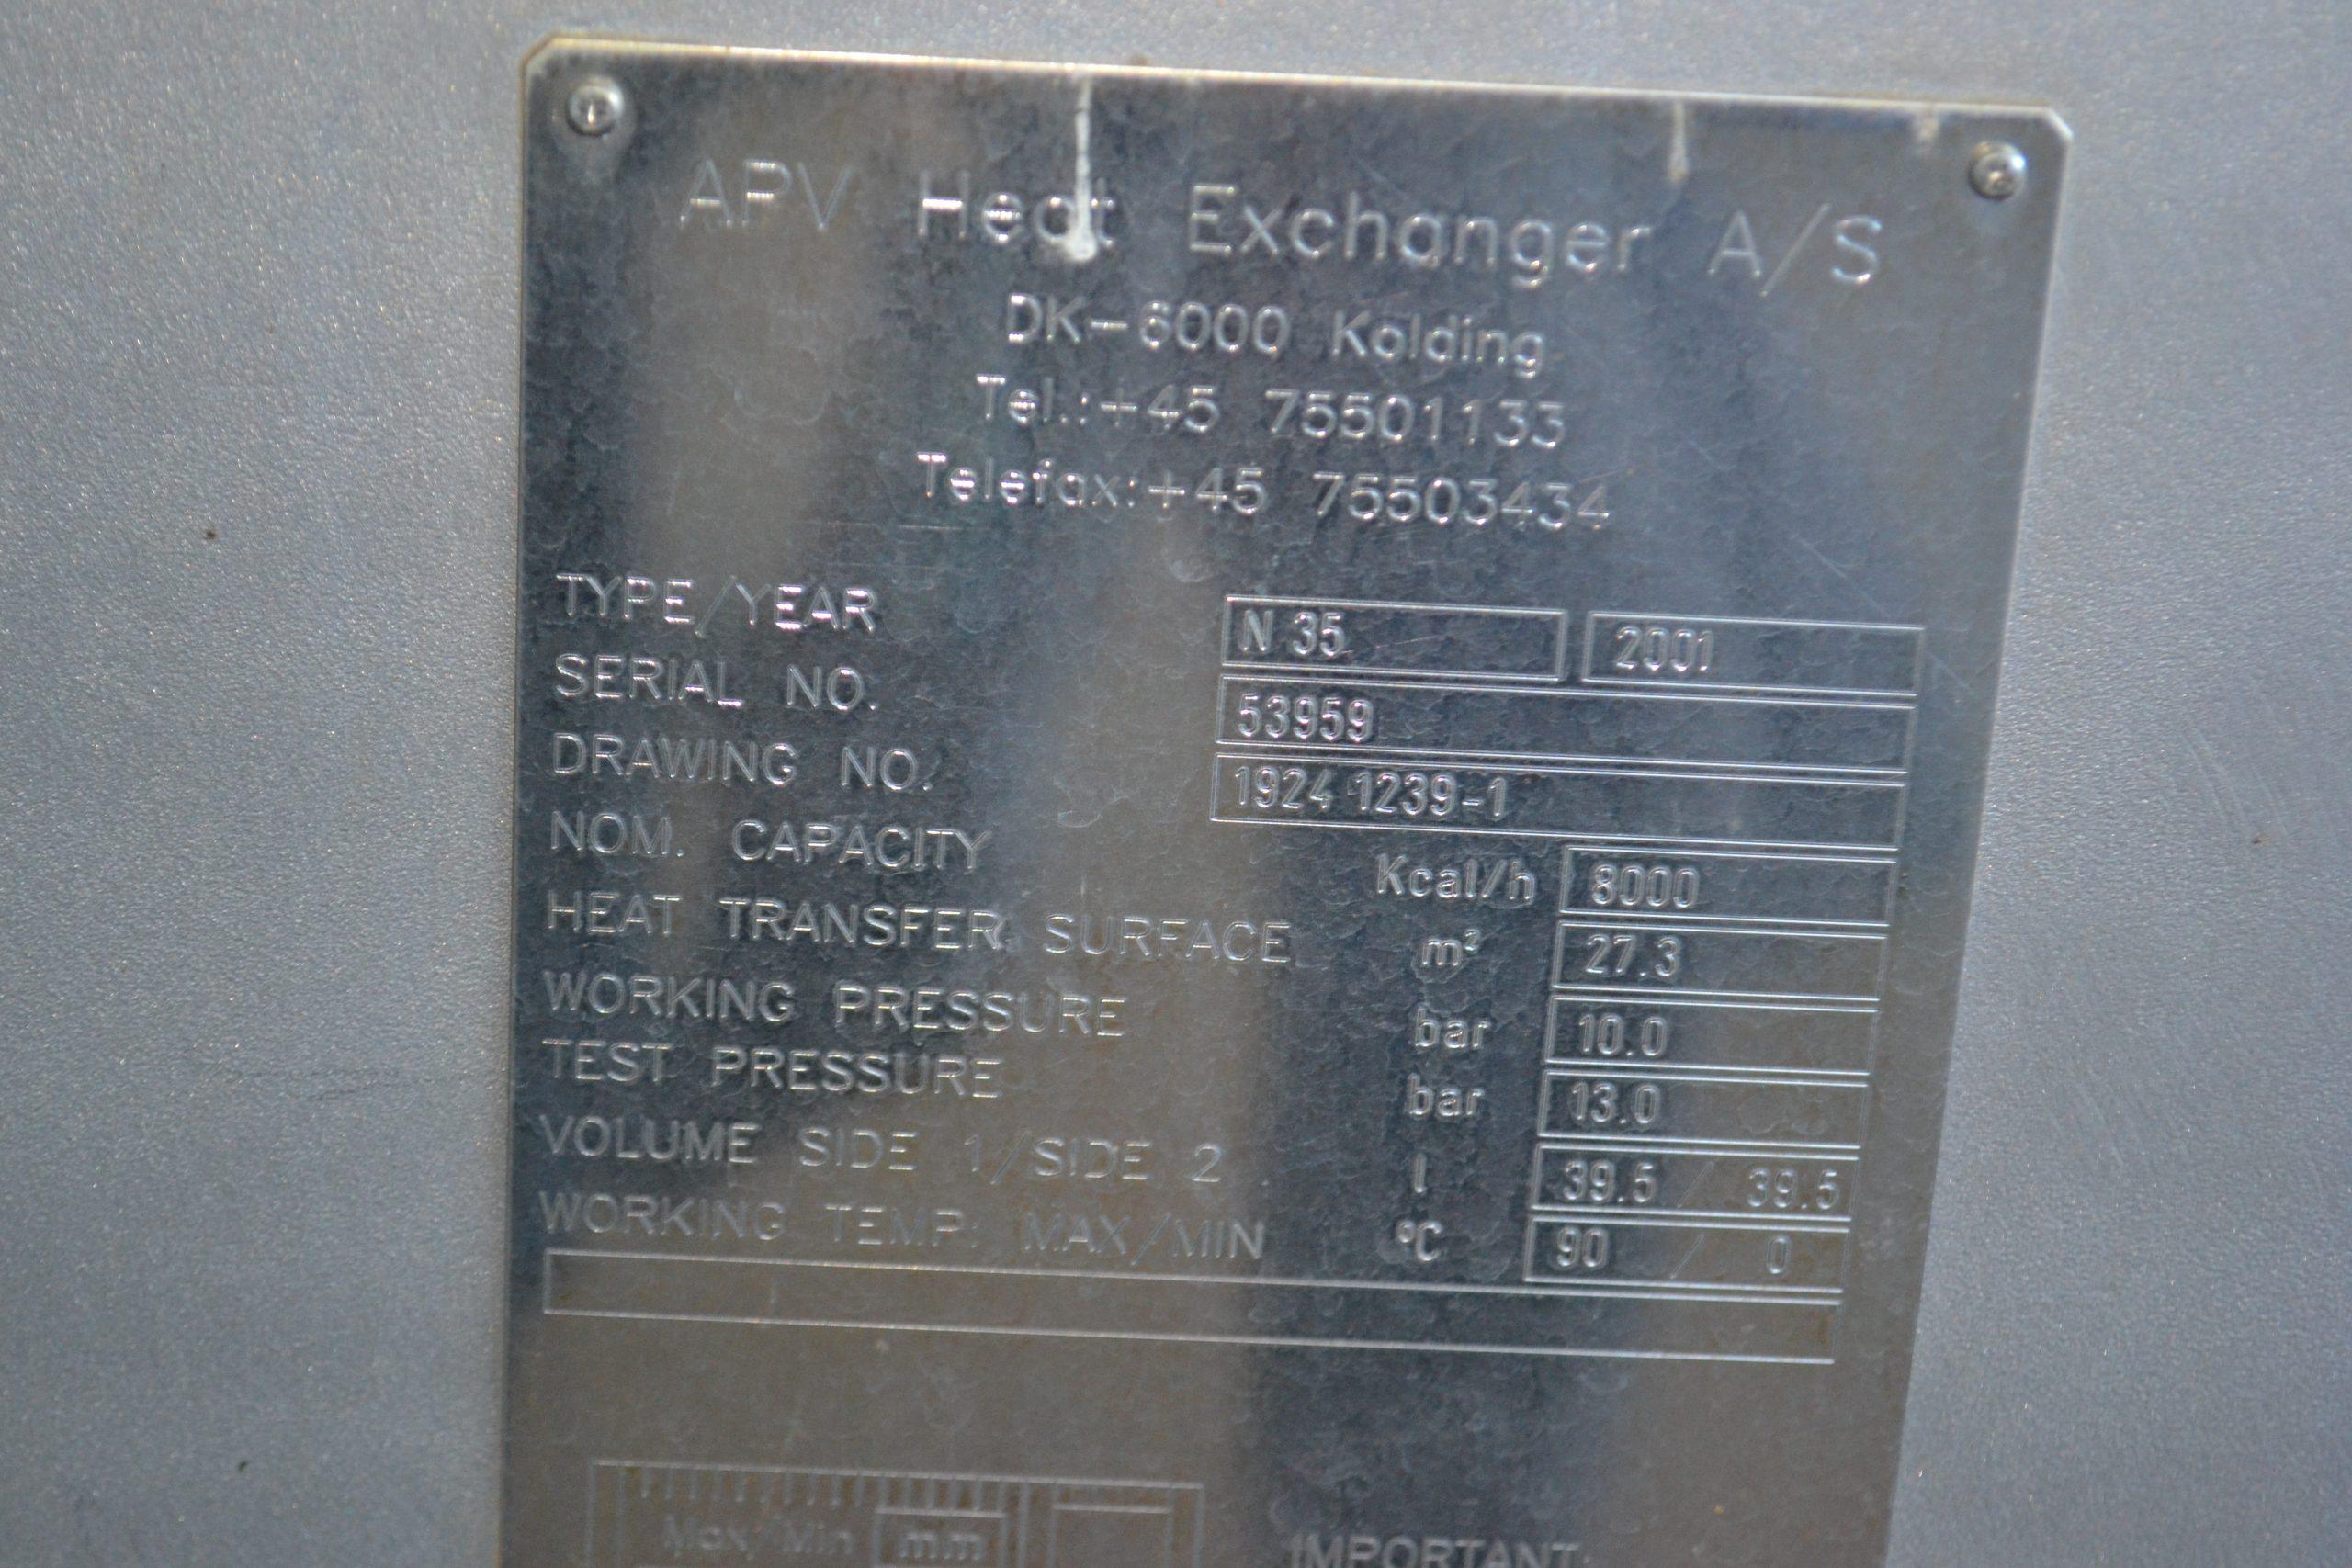 APV Heat Exchanger A/S
DK-6000 Kolding
Tel.:+45 75501133
Telefax:+45 75503434
TYPE/YEAR N 35 2001
SERIAL NO. 53959
DRAWING NO. 1924 1239-1
NOM. CAPACITY Kcal/h 8000
HEAT TRANSFER SURFACE m² 27.3
WORKING PRESSURE bar 10.0
TEST PRESSURE bar 13.0
VOLUME SIDE 1/SIDE 2 l 39.5 / 39.5
WORKING TEMP: MAX/MIN °C 90 / 0
Max/Min mm
IMPORTANT: